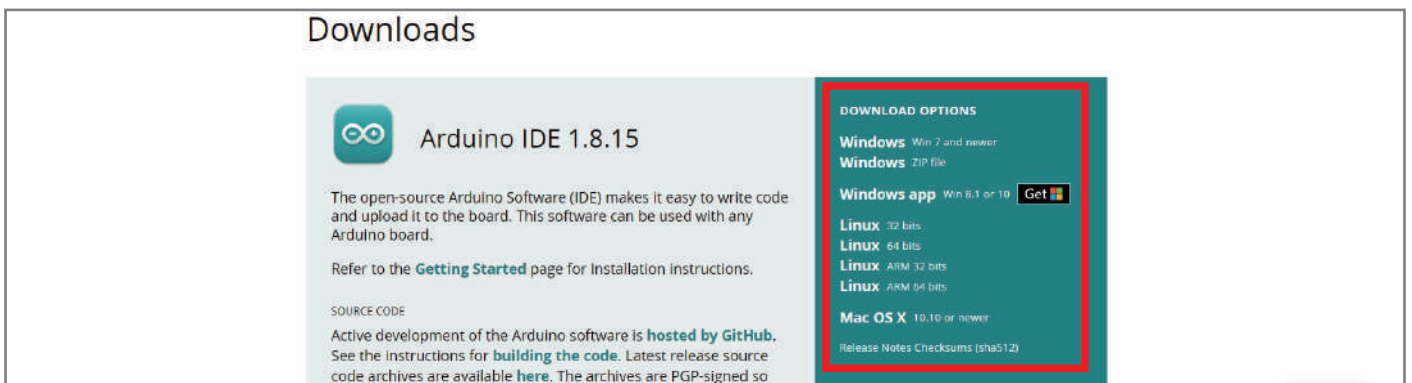 Downloads
Arduino IDE 1.8.15
The open-source Arduino Software (IDE) makes it easy to write code
and upload it to the board. This software can be used with any
Arduino board.
Refer to the Getting Started page for Installation instructions.
SOURCE CODE
Active development of the Arduino software is hosted by GitHub.
See the instructions for building the code. Latest release source
code archives are available here. The archives are PGP-signed so
DOWNLOAD OPTIONS
Windows Win 7 and newer
Windows ZIP file
Windows app Win 8.1 or 10 Get
Linux 32 bits
Linux 64 bits
Linux ARM 32 bits
Linux ARM 64 bits
Mac OS X 10.10 or newer
Release Notes Checksums (sha512)